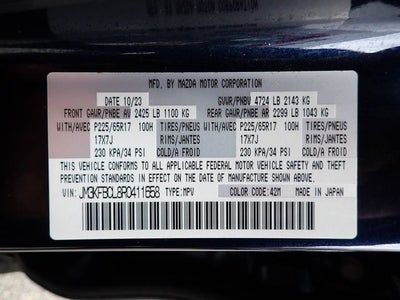 MFD. BY MAZDA MOTOR CORPORATION
DATE 10/23 GVWR/PNBV 4724 LB 2143 KG
FRONT GAWR/PNBE AV 2425 LB 1100 KG REAR GAWR/PNBE AR 2299 LB 1043 KG
WITH/AVEC P225/65R17 100H TIRES/PNEUS WITH/AVEC P225/65R17 100H TIRES/PNEUS
17X7J RIMS/JANTES 17X7J RIMS/JANTES
230 KPA/34 PSI COLD/A FROID 230 KPA/34 PSI COLD/A FROID
THIS VEHICLE CONFORMS TO ALL APPLICABLE FEDERAL MOTOR VEHICLE SAFETY AND THEFT
PREVENTION STANDARDS IN EFFECT ON THE DATE OF MANUFACTURE SHOWN ABOVE.
VIN: JM3KFBCL8R0411658 TYPE:MPV COLOR CODE:42M MADE IN JAPAN